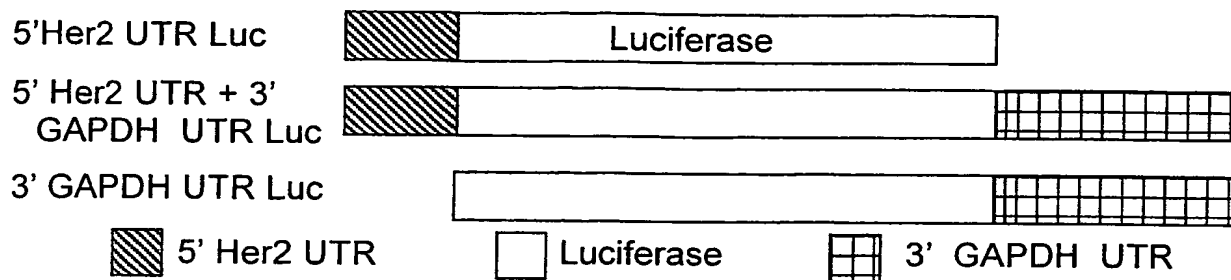 5'Her2 UTR Luc
Luciferase
5' Her2 UTR + 3'
GAPDH UTR Luc
3' GAPDH UTR Luc
5' Her2 UTR
Luciferase
3' GAPDH UTR